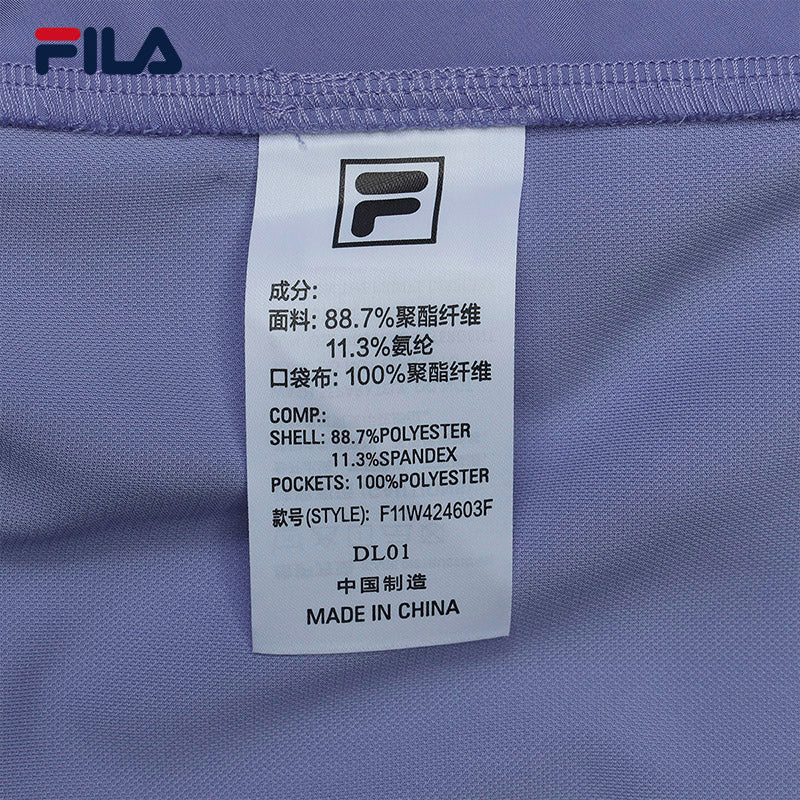 FILA
F
成分:
面料: 88.7%聚酯纤维
11.3%氨纶
口袋布: 100%聚酯纤维
COMP.:
SHELL: 88.7%POLYESTER
11.3%SPANDEX
POCKETS: 100%POLYESTER
款号(STYLE): F11W424603F
DL01
中国制造
MADE IN CHINA